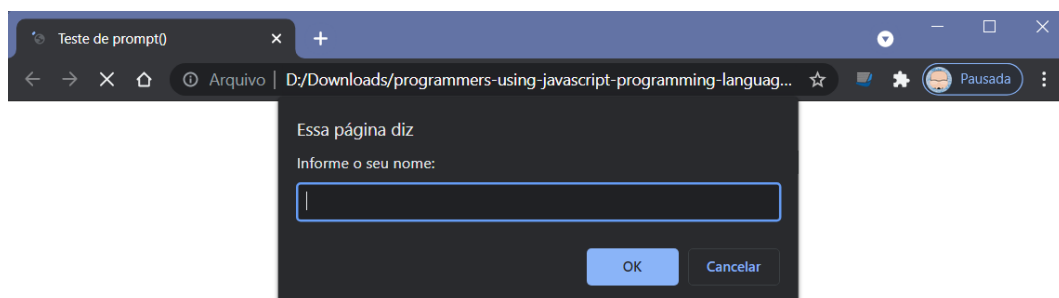 Teste de prompt()
Arquivo | D:/Downloads/programmers-using-javascript-programming-languag...
Pausada
Essa página diz
Informe o seu nome:
OK
Cancelar